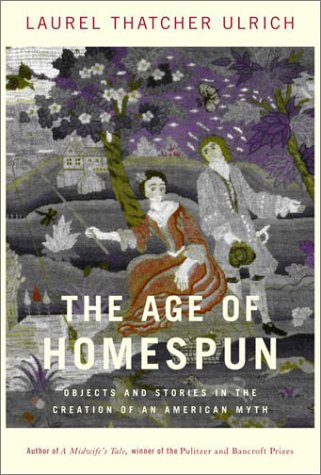 LAUREL THATCHER ULRICH
THE AGE OF
HOMESPUN
OBJECTS AND STORIES IN THE
CREATION OF AN AMERICAN MYTH
Author of A Midwife's Tale, winner of the Pulitzer and Bancroft Prizes